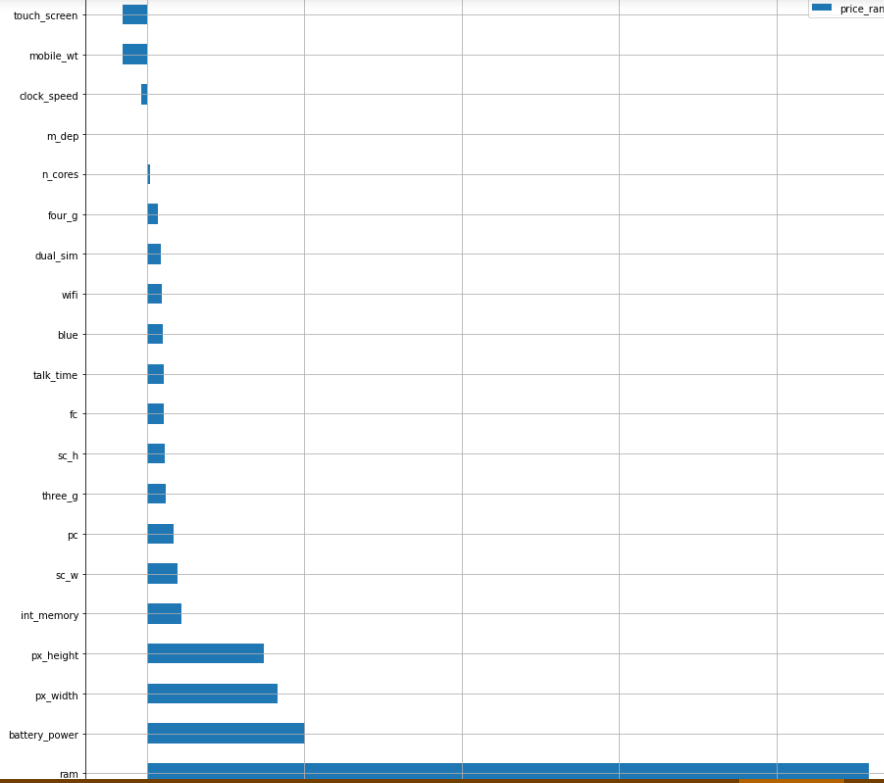 touch_screen
price_ran
mobile_wt
clock_speed
m_dep
n_cores
four_g
dual_sim
wifi
blue
talk_time
fc
sc_h
three_g
pc
sc_w
int_memory
px_height
px_width
battery_power
ram